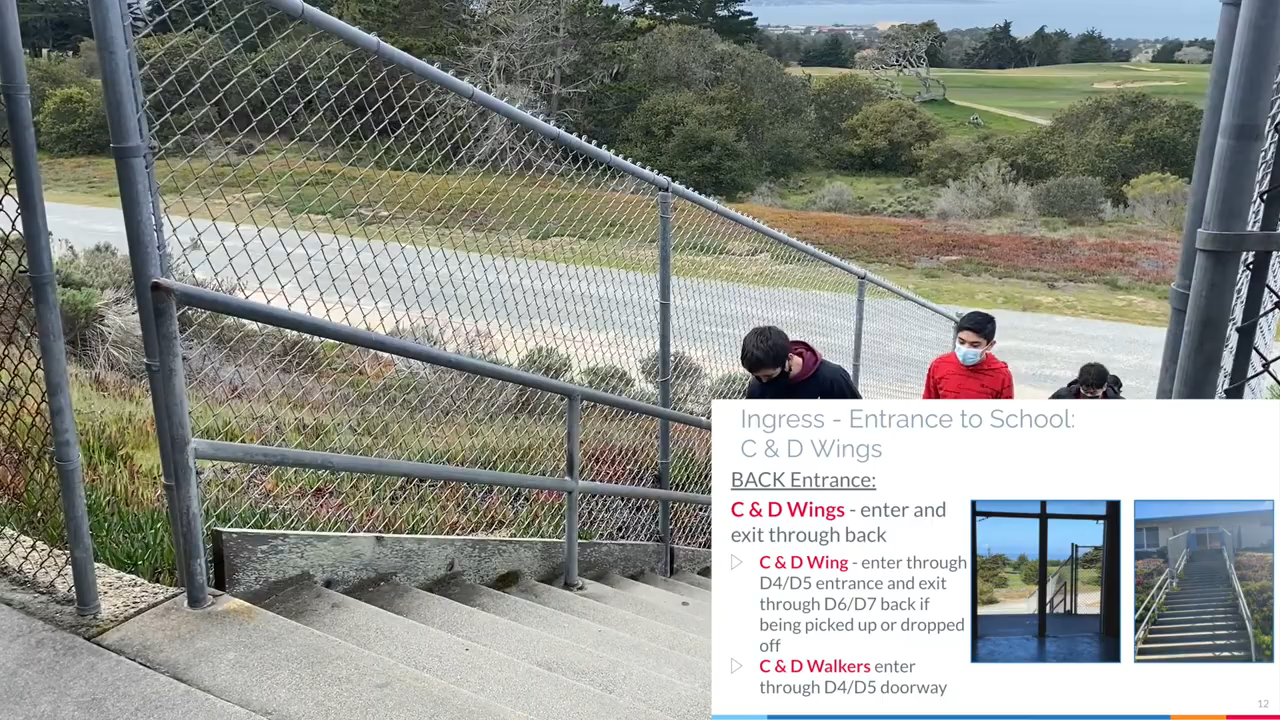 Ingress - Entrance to School:
C & D Wings
BACK Entrance:
C & D Wings - enter and
exit through back
C & D Wing - enter through
D4/D5 entrance and exit
through D6/D7 back if
being picked up or dropped
off
C & D Walkers enter
through D4/D5 doorway
12